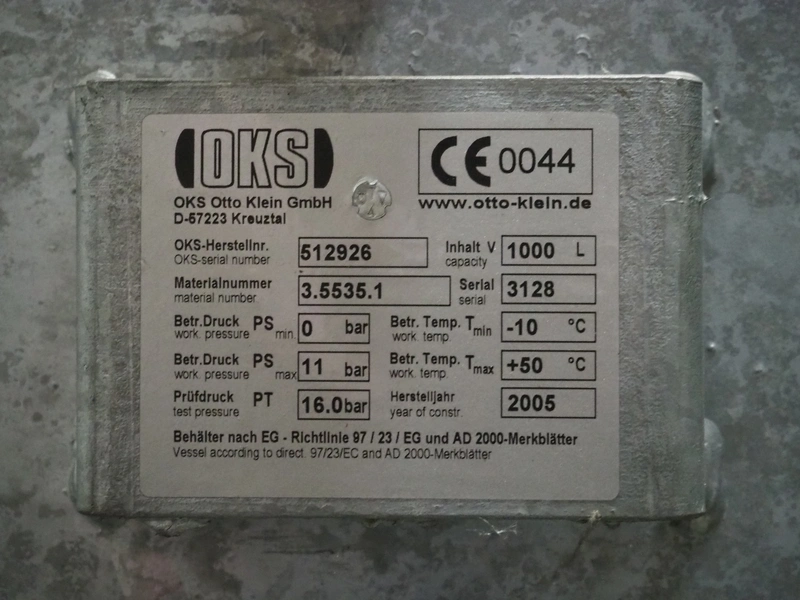 OKS
CE 0044
OKS Otto Klein GmbH
D-57223 Kreuztal
www.otto-klein.de
OKS-Herstellnr. 512926 Inhalt V 1000 L
OKS-serial number capacity
Materialnummer 3.5535.1 Serial 3128
material number serial
Betr.Druck PS min. 0 bar Betr. Temp. Tmin -10 °C
work. pressure work. temp.
Betr.Druck PS max 11 bar Betr. Temp. Tmax +50 °C
work. pressure work. temp.
Prüfdruck PT 16.0bar Herstelljahr 2005
test pressure year of constr.
Behälter nach EG - Richtlinie 97 / 23 / EG und AD 2000-Merkblätter
Vessel according to direct. 97/23/EC and AD 2000-Merkblätter